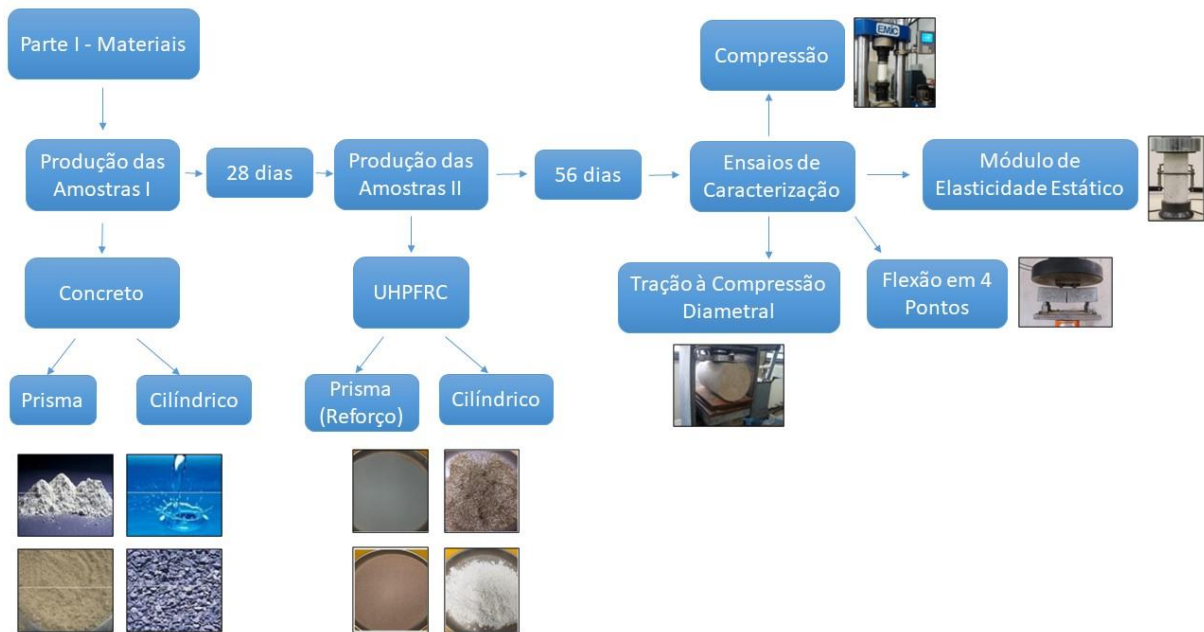 Parte I - Materiais
Compressão
EMIC
Produção das
Amostras I
28 dias
Produção das
Amostras II
56 dias
Ensaios de
Caracterização
Módulo de
Elasticidade Estático
Concreto
UHPFRC
Tração à Compressão
Diametral
Flexão em 4
Pontos
Prisma
Cilíndrico
Prisma
(Reforço)
Cilíndrico